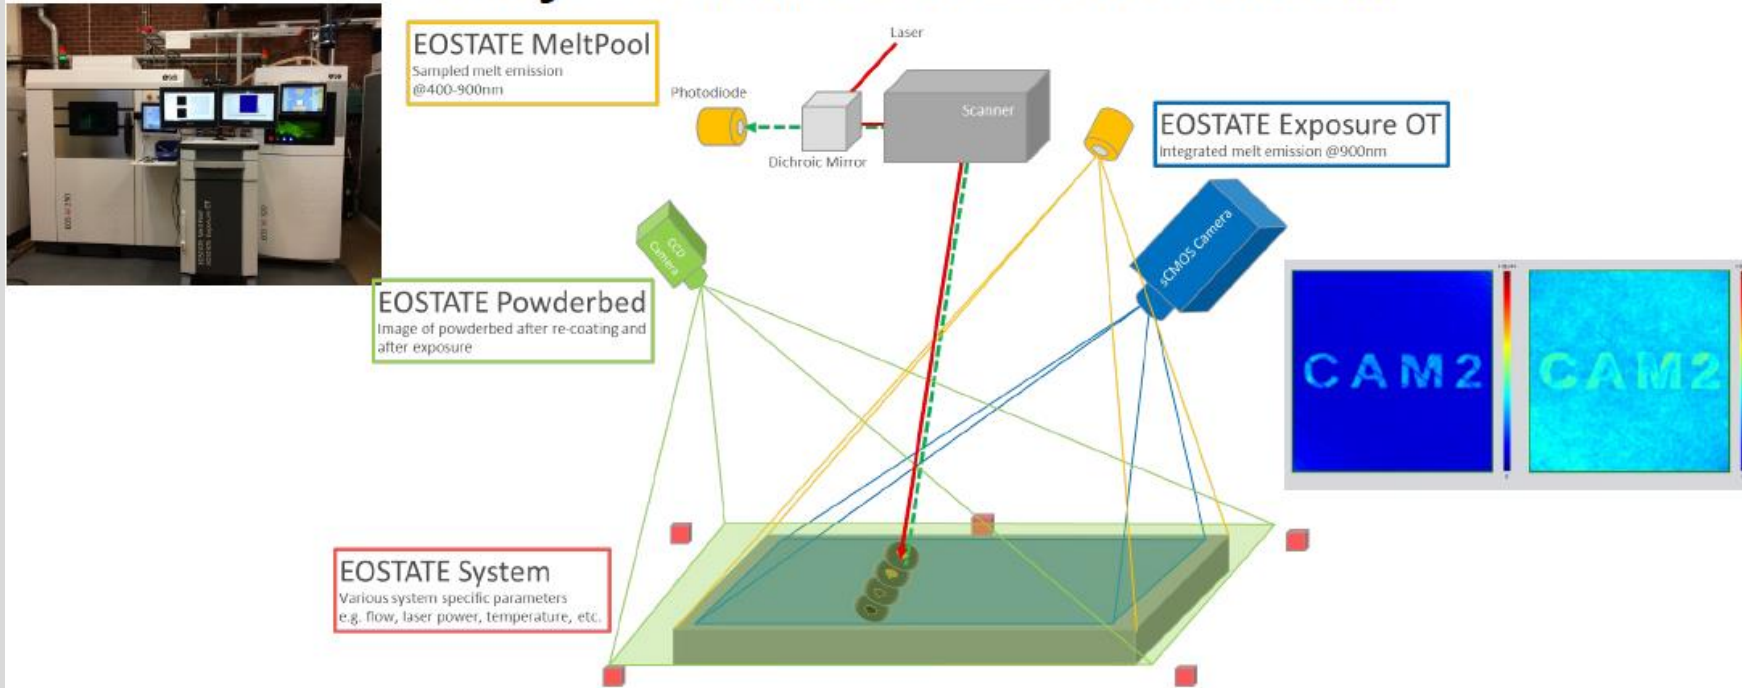 EOSTATE MeltPool
Sampled melt emission
@400-900nm
Laser
Photodiode
Scanner
Dichroic Mirror
EOSTATE Exposure OT
Integrated melt emission @900nm
CCD
Camera
sCMOS Camera
EOSTATE Powderbed
Image of powderbed after re-coating and
after exposure
CAM2
CAM2
EOSTATE System
Various system specific parameters
e.g. flow, laser power, temperature, etc.